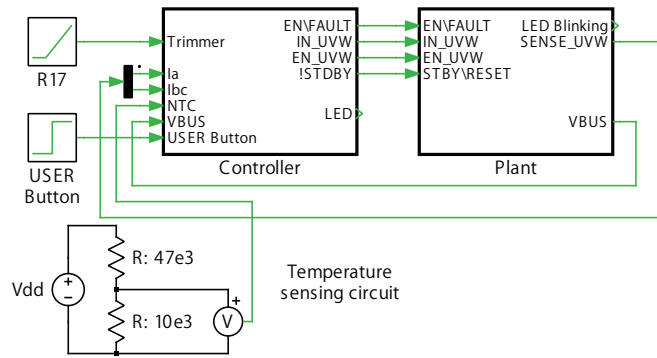 EN\FAULT
EN\FAULT
LED Blinking
Trimmer
IN_UVW
IN_UVW
SENSE_UVW
EN_UVW
EN_UVW
R17
Ia
!STDBY
STBY\RESET
Ibc
NTC
LED
VBUS
VBUS
USER Button
USER
Button
Controller
Plant
R: 47e3
Vdd
+
−
Temperature
sensing circuit
+
V
R: 10e3